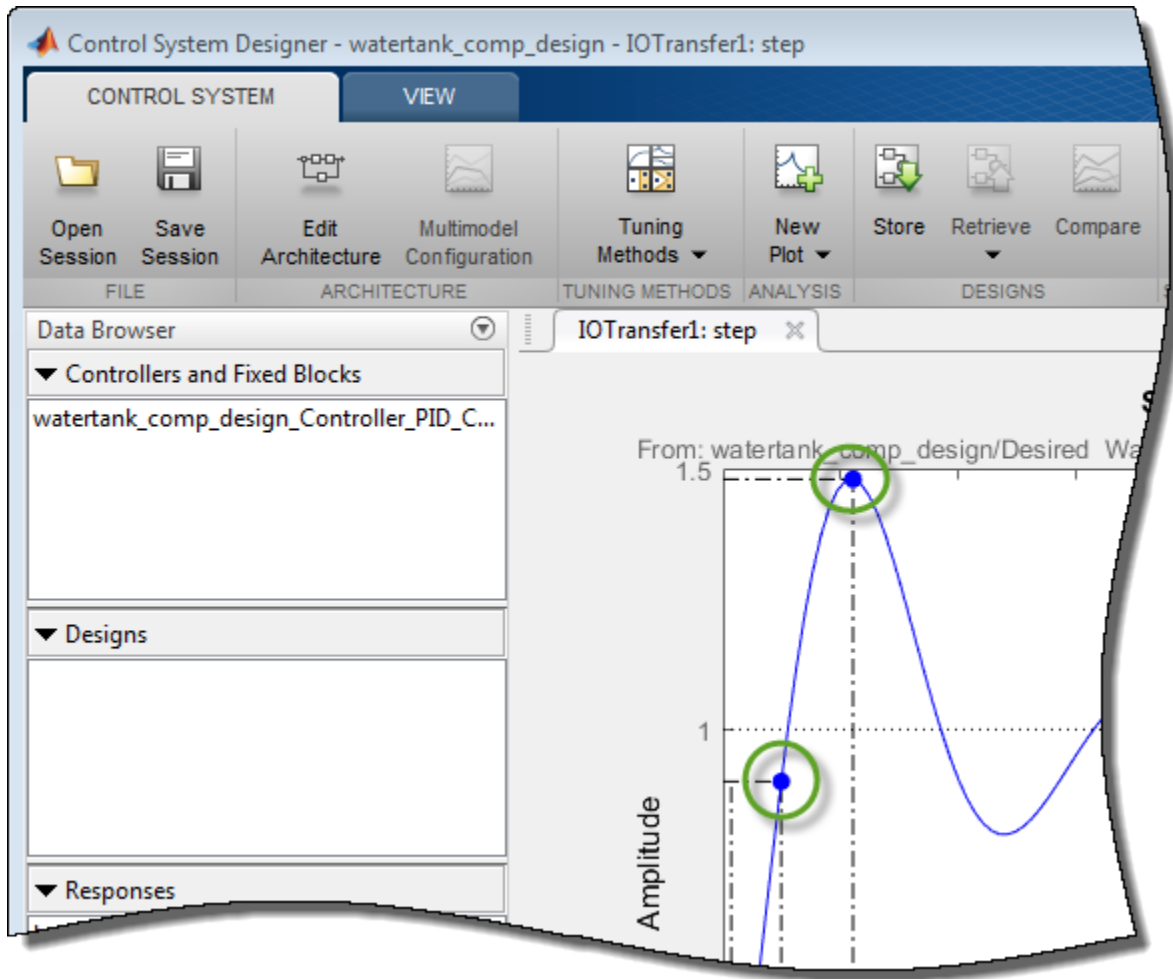 Control System Designer - watertank_comp_design - IOTransfer1: step
CONTROL SYSTEM
VIEW
Open Session
Save Session
Edit Architecture
Multimodel Configuration
Tuning Methods
New Plot
Store
Retrieve
Compare
FILE
ARCHITECTURE
TUNING METHODS
ANALYSIS
DESIGNS
Data Browser
IOTransfer1: step
Controllers and Fixed Blocks
watertank_comp_design_Controller_PID_C...
Designs
Responses
From: watertank_comp_design/Desired Wa
1.5
1
Amplitude